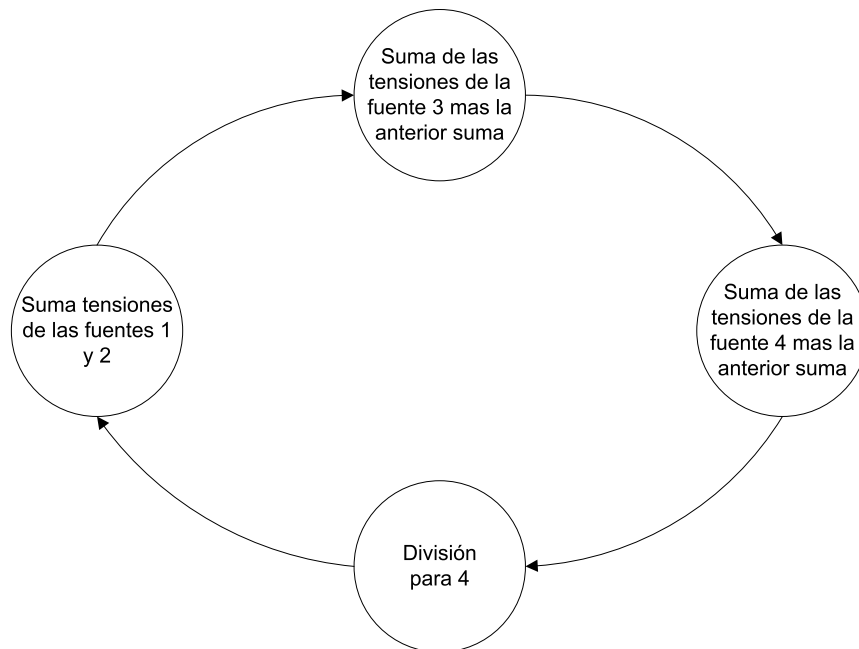 Suma de las
tensiones de la
fuente 3 mas la
anterior suma
Suma tensiones
de las fuentes 1
y 2
Suma de las
tensiones de la
fuente 4 mas la
anterior suma
División
para 4